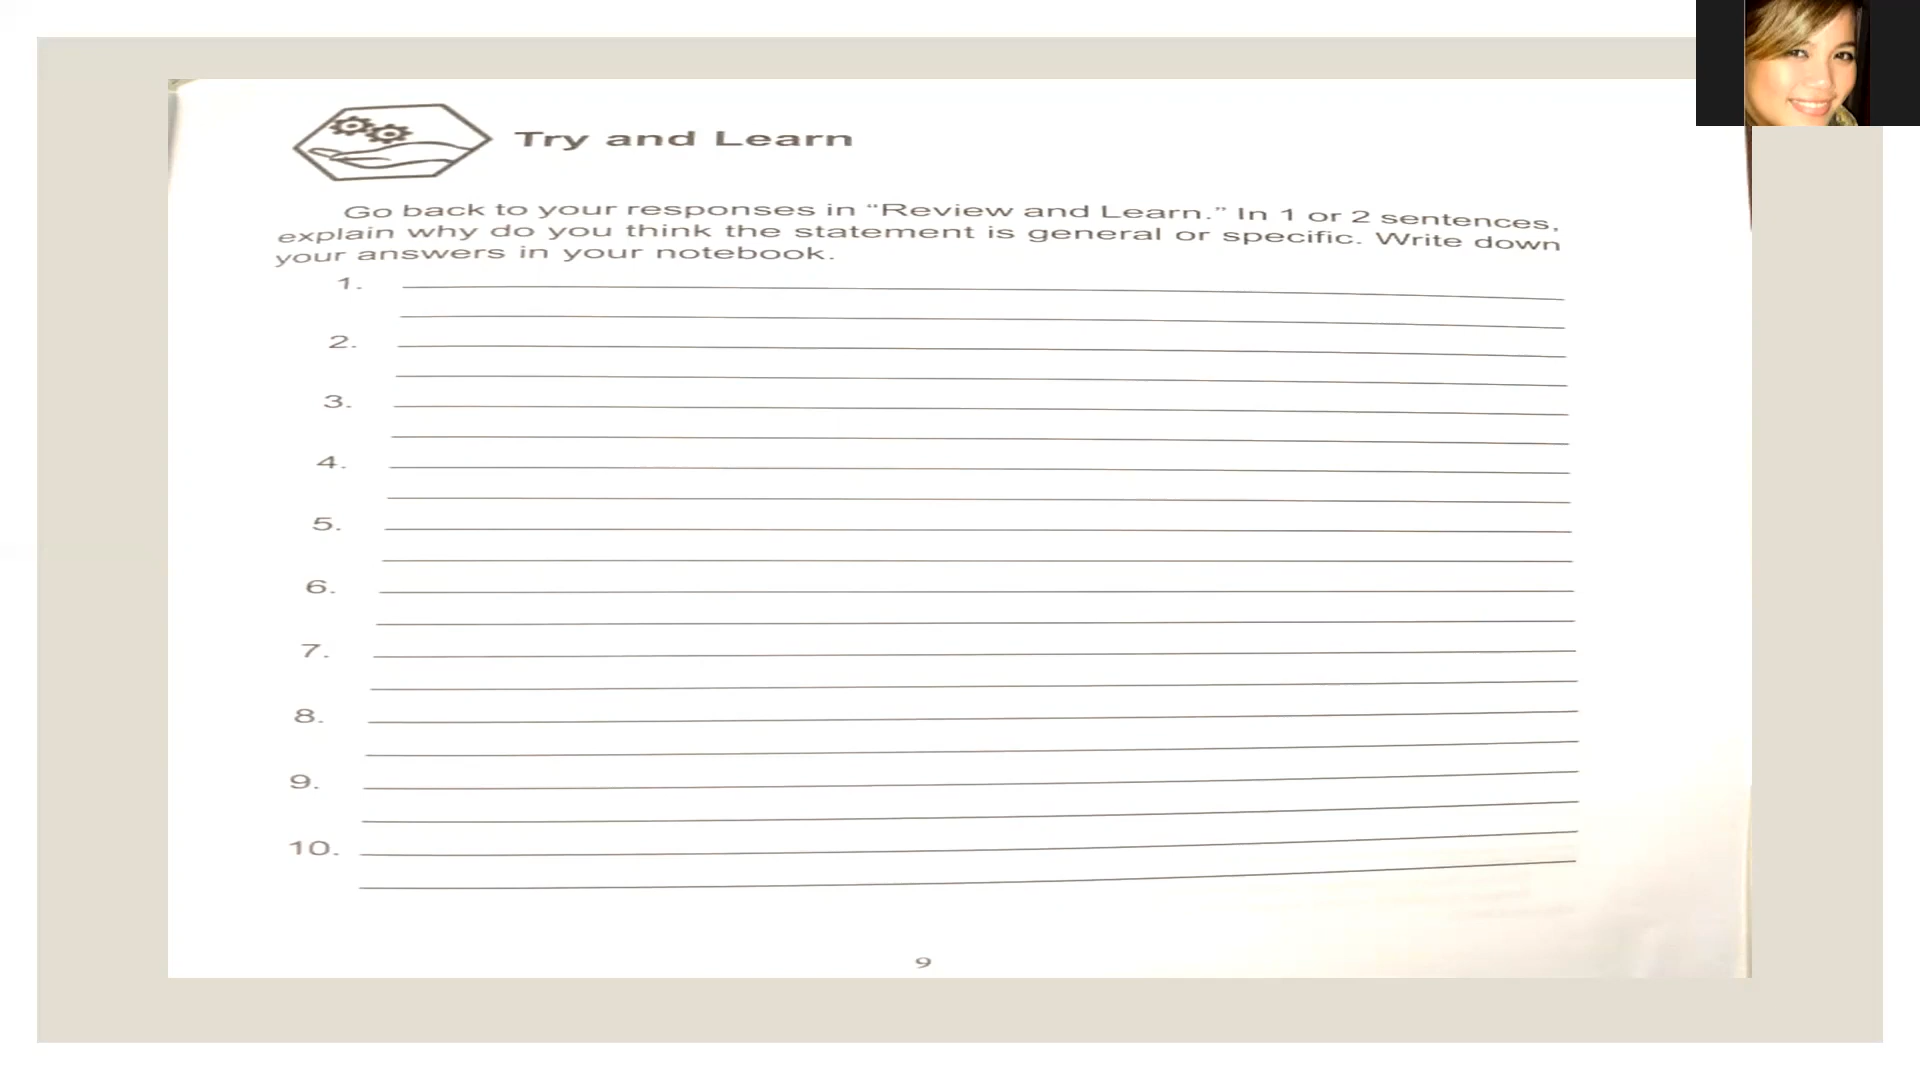 Try and Learn
Go back to your responses in “Review and Learn.” In 1 or 2 sentences,
explain why do you think the statement is general or specific. Write down
your answers in your notebook.
1.
2.
3.
4.
5.
6.
7.
8.
9.
10.
9